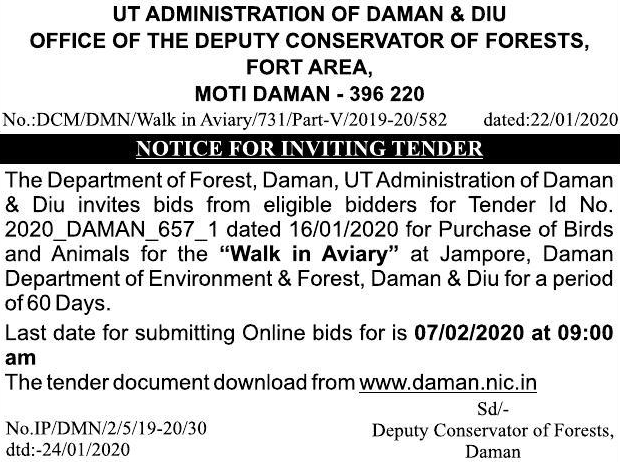 UT ADMINISTRATION OF DAMAN & DIU
OFFICE OF THE DEPUTY CONSERVATOR OF FORESTS,
FORT AREA,
MOTI DAMAN - 396 220
No.:DCM/DMN/Walk in Aviary/731/Part-V/2019-20/582 dated:22/01/2020
NOTICE FOR INVITING TENDER
The Department of Forest, Daman, UT Administration of Daman
& Diu invites bids from eligible bidders for Tender Id No.
2020_DAMAN_657_1 dated 16/01/2020 for Purchase of Birds
and Animals for the “Walk in Aviary” at Jampore, Daman
Department of Environment & Forest, Daman & Diu for a period
of 60 Days.
Last date for submitting Online bids for is 07/02/2020 at 09:00
am
The tender document download from www.daman.nic.in
Sd/-
No.IP/DMN/2/5/19-20/30 Deputy Conservator of Forests,
dtd:-24/01/2020 Daman